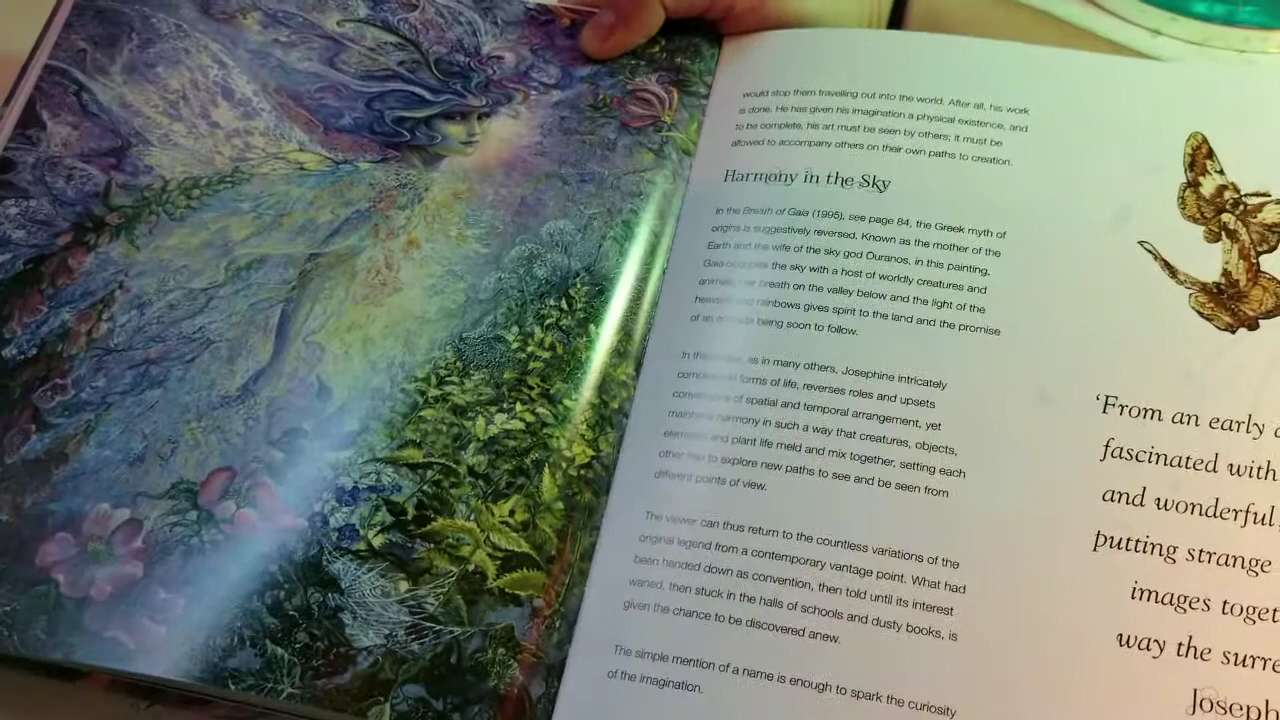 would stop them travelling out into the world. After all, his work
is done. He has given his imagination a physical existence, and
to be complete, his art must be seen by others; it must be
allowed to accompany others on their own paths to creation.
Harmony in the Sky
In the Breath of Gaia (1995), see page 84, the Greek myth of
origins is suggestively reversed. Known as the mother of the
Earth and the wife of the sky god Ouranos, in this painting,
Gaia the sky with a host of worldly creatures and
breath on the valley below and the light of the
rainbows gives spirit to the land and the promise
of an being soon to follow.
In as in many others, Josephine intricately
forms of life, reverses roles and upsets
of spatial and temporal arrangement, yet
harmony in such a way that creatures, objects,
and plant life meld and mix together, setting each
other to explore new paths to see and be seen from
different points of view.
The viewer can thus return to the countless variations of the
original legend from a contemporary vantage point. What had
been handed down as convention, then told until its interest
waned, then stuck in the halls of schools and dusty books, is
given the chance to be discovered anew.
The simple mention of a name is enough to spark the curiosity
of the imagination.
‘From an early
fascinated with
and wonderful
putting strange
images toget
way the surre
Joseph